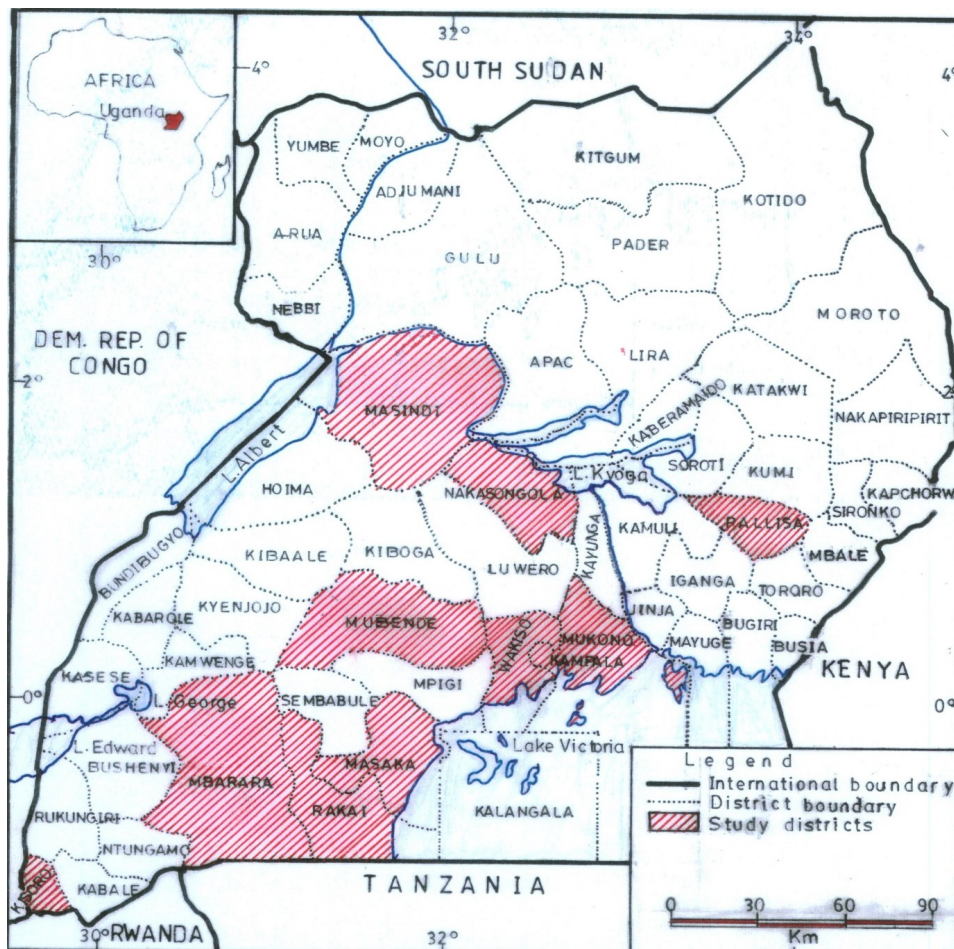 32°
34°
4°
4°
AFRICA
Uganda
SOUTH SUDAN
YUMBE
MOYO
KITGUM
ADJUMANI
KOTIDO
ARUA
PADER
GULU
30°
NEBBI
MOROTO
DEM. REP. OF
CONGO
APAC
LIRA
2°
2
KATAKWI
MASINDI
KABERAMAIDO
NAKAPIRIPIRIT
L. Albert
SOROTI
L. Kyoga
KUMI
HOIMA
NAKASONGOLA
KAPCHORW
SIRONKO
BUNDIBUGYO
KAMULI
PALLISA
KAYUNGA
MBALE
KIBAALE
KIBOGA
LUWERO
IGANGA
TORORO
KYENJOJO
KABAROLE
JINJA
BUGIRI
MUBENDE
WAKISO
MUKONO
MAYUGE
BUSIA
KAMWENGE
KAMPALA
KENYA
KASESE
MPIGI
0°
0°
L. George
SEMBABULE
L. Edward
Lake Victoria
BUSHENYI
MASAKA
MBARARA
RAKAI
KALANGALA
RUKUNGIRI
NTUNGAMO
KISORO
KABALE
TANZANIA
30°
RWANDA
32°
Legend
International boundary
District boundary
Study districts
0 30 60 90
Km